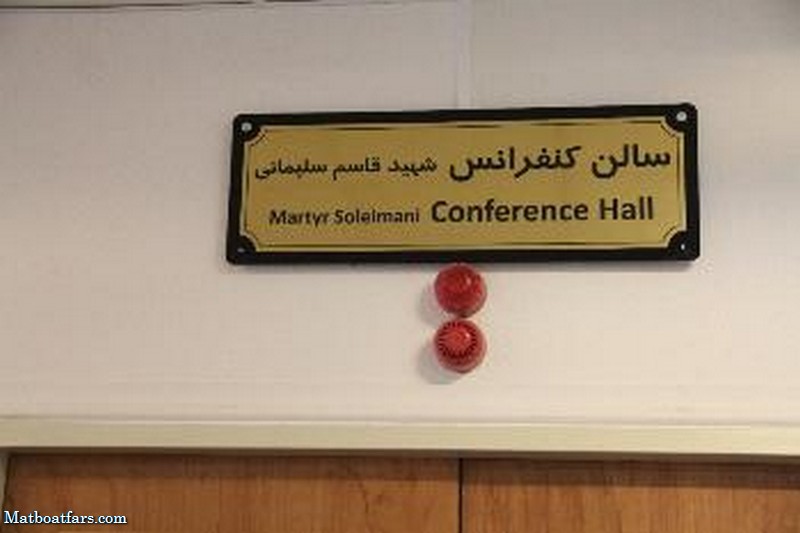 سالن کنفرانس شهید قاسم سلیمانی
Martyr Soleimani Conference Hall
Matboatfars.com